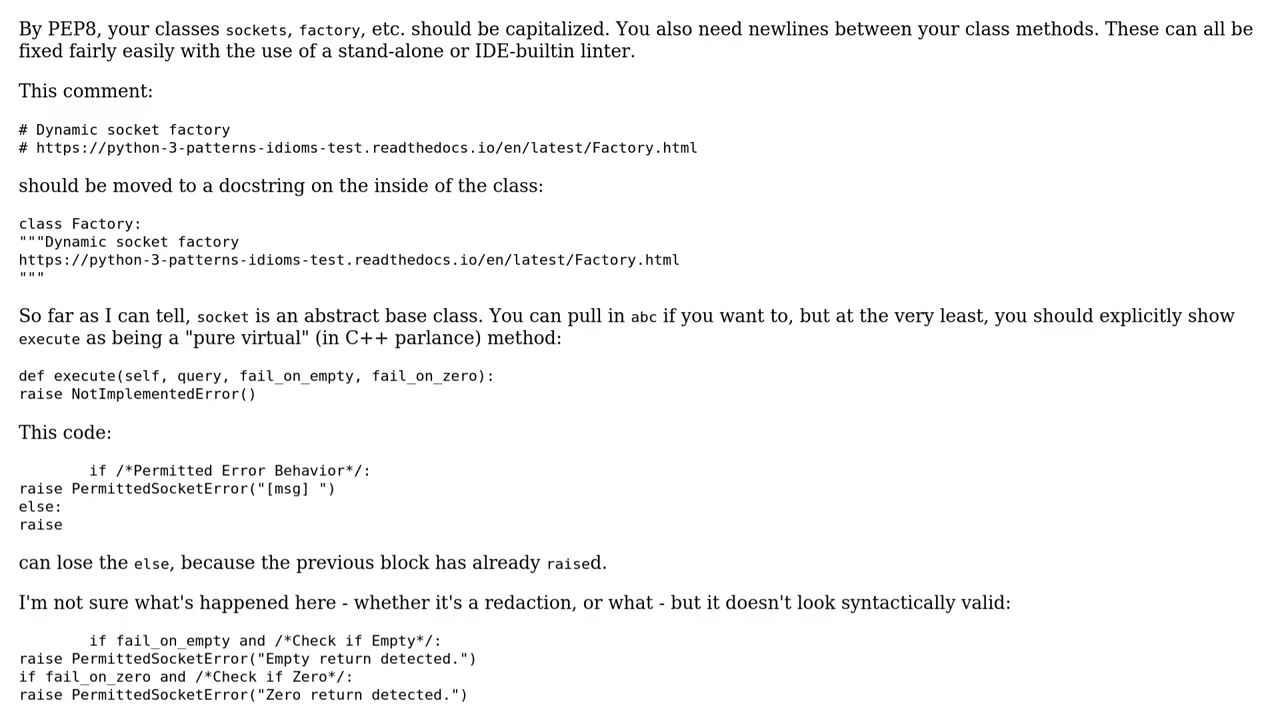 By PEP8, your classes sockets, factory, etc. should be capitalized. You also need newlines between your class methods. These can all be
fixed fairly easily with the use of a stand-alone or IDE-builtin linter.
This comment:
# Dynamic socket factory
# https://python-3-patterns-idioms-test.readthedocs.io/en/latest/Factory.html
should be moved to a docstring on the inside of the class:
class Factory:
"""Dynamic socket factory
https://python-3-patterns-idioms-test.readthedocs.io/en/latest/Factory.html
"""
So far as I can tell, socket is an abstract base class. You can pull in abc if you want to, but at the very least, you should explicitly show
execute as being a "pure virtual" (in C++ parlance) method:
def execute(self, query, fail_on_empty, fail_on_zero):
raise NotImplementedError()
This code:
        if /*Permitted Error Behavior*/:
raise PermittedSocketError("[msg] ")
else:
raise
can lose the else, because the previous block has already raised.
I'm not sure what's happened here - whether it's a redaction, or what - but it doesn't look syntactically valid:
        if fail_on_empty and /*Check if Empty*/:
raise PermittedSocketError("Empty return detected.")
if fail_on_zero and /*Check if Zero*/:
raise PermittedSocketError("Zero return detected.")